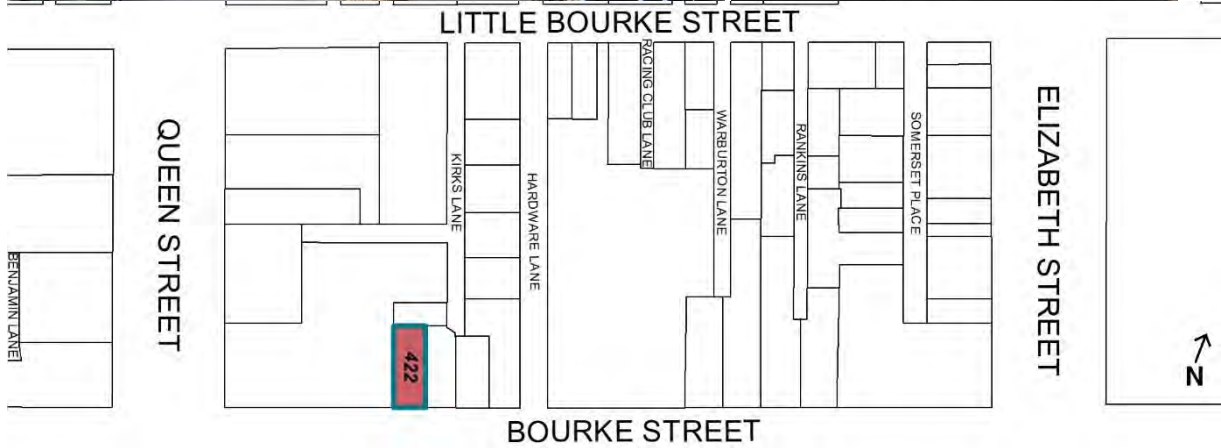 LITTLE BOURKE STREET
QUEEN STREET
BENJAMIN LANE
KIRKS LANE
HARDWARE LANE
RACING CLUB LANE
WARBURTON LANE
RANKINS LANE
SOMERSET PLACE
ELIZABETH STREET
422
N
BOURKE STREET